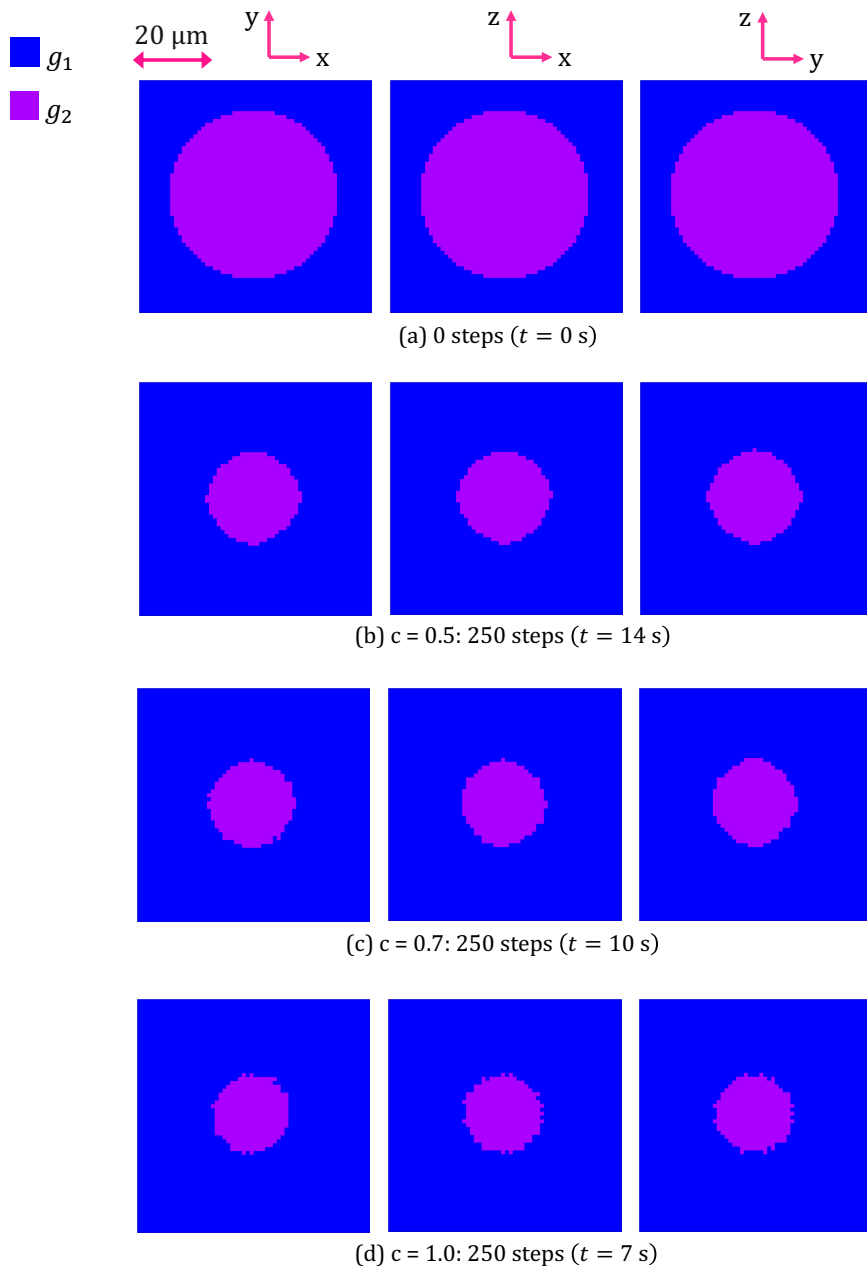 g₁
g₂
20 μm
y
x
z
x
z
y
(a) 0 steps (t = 0 s)
(b) c = 0.5: 250 steps (t = 14 s)
(c) c = 0.7: 250 steps (t = 10 s)
(d) c = 1.0: 250 steps (t = 7 s)